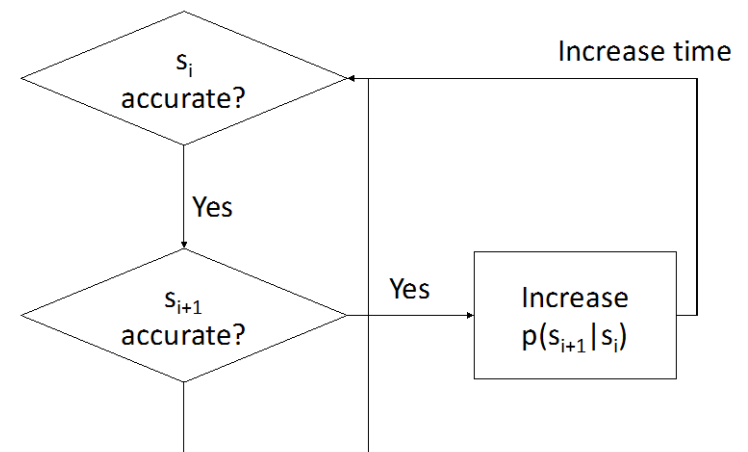 Increase time
sᵢ
accurate?
Yes
sᵢ₊₁
accurate?
Yes
Increase
p(sᵢ₊₁|sᵢ)